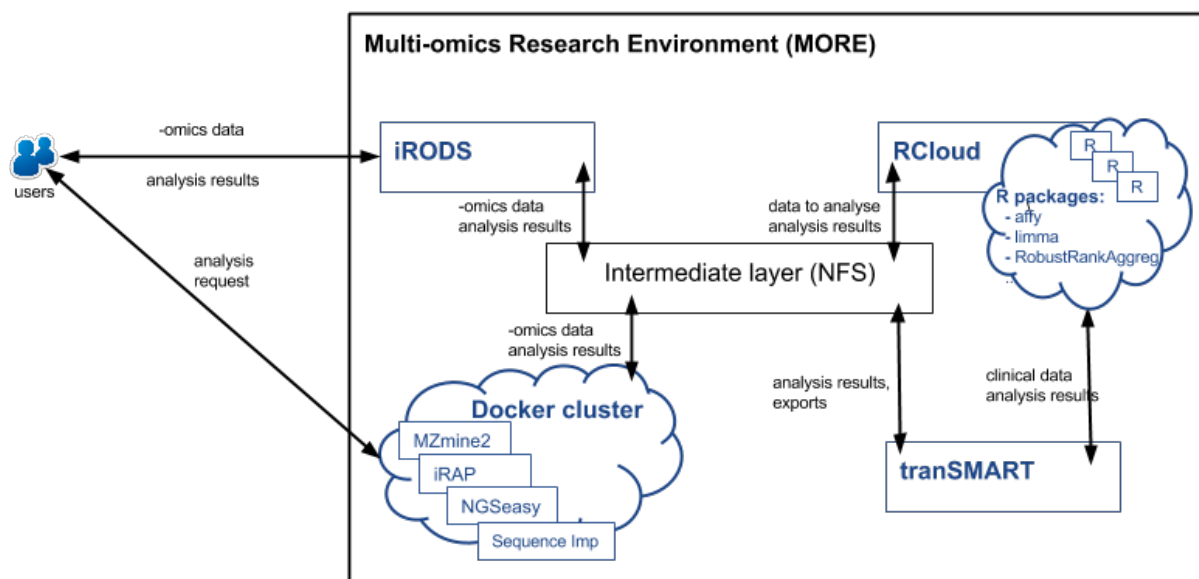 Multi-omics Research Environment (MORE)
-omics data
analysis results
users
analysis
request
iRODS
-omics data
analysis results
RCloud
R
R
R
R packages:
- affy
- limma
- RobustRankAggreg
..
data to analyse
analysis results
Intermediate layer (NFS)
-omics data
analysis results
Docker cluster
MZmine2
iRAP
NGSeasy
Sequence Imp
analysis results,
exports
clinical data
analysis results
tranSMART